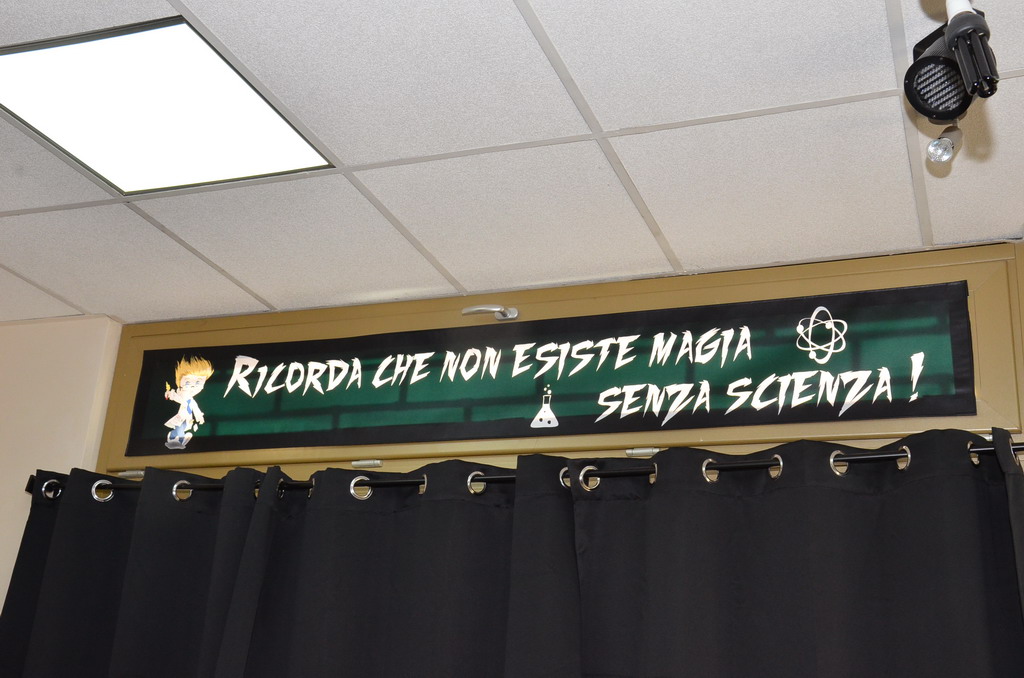 RICORDA CHE NON ESISTE MAGIA
SENZA SCIENZA!